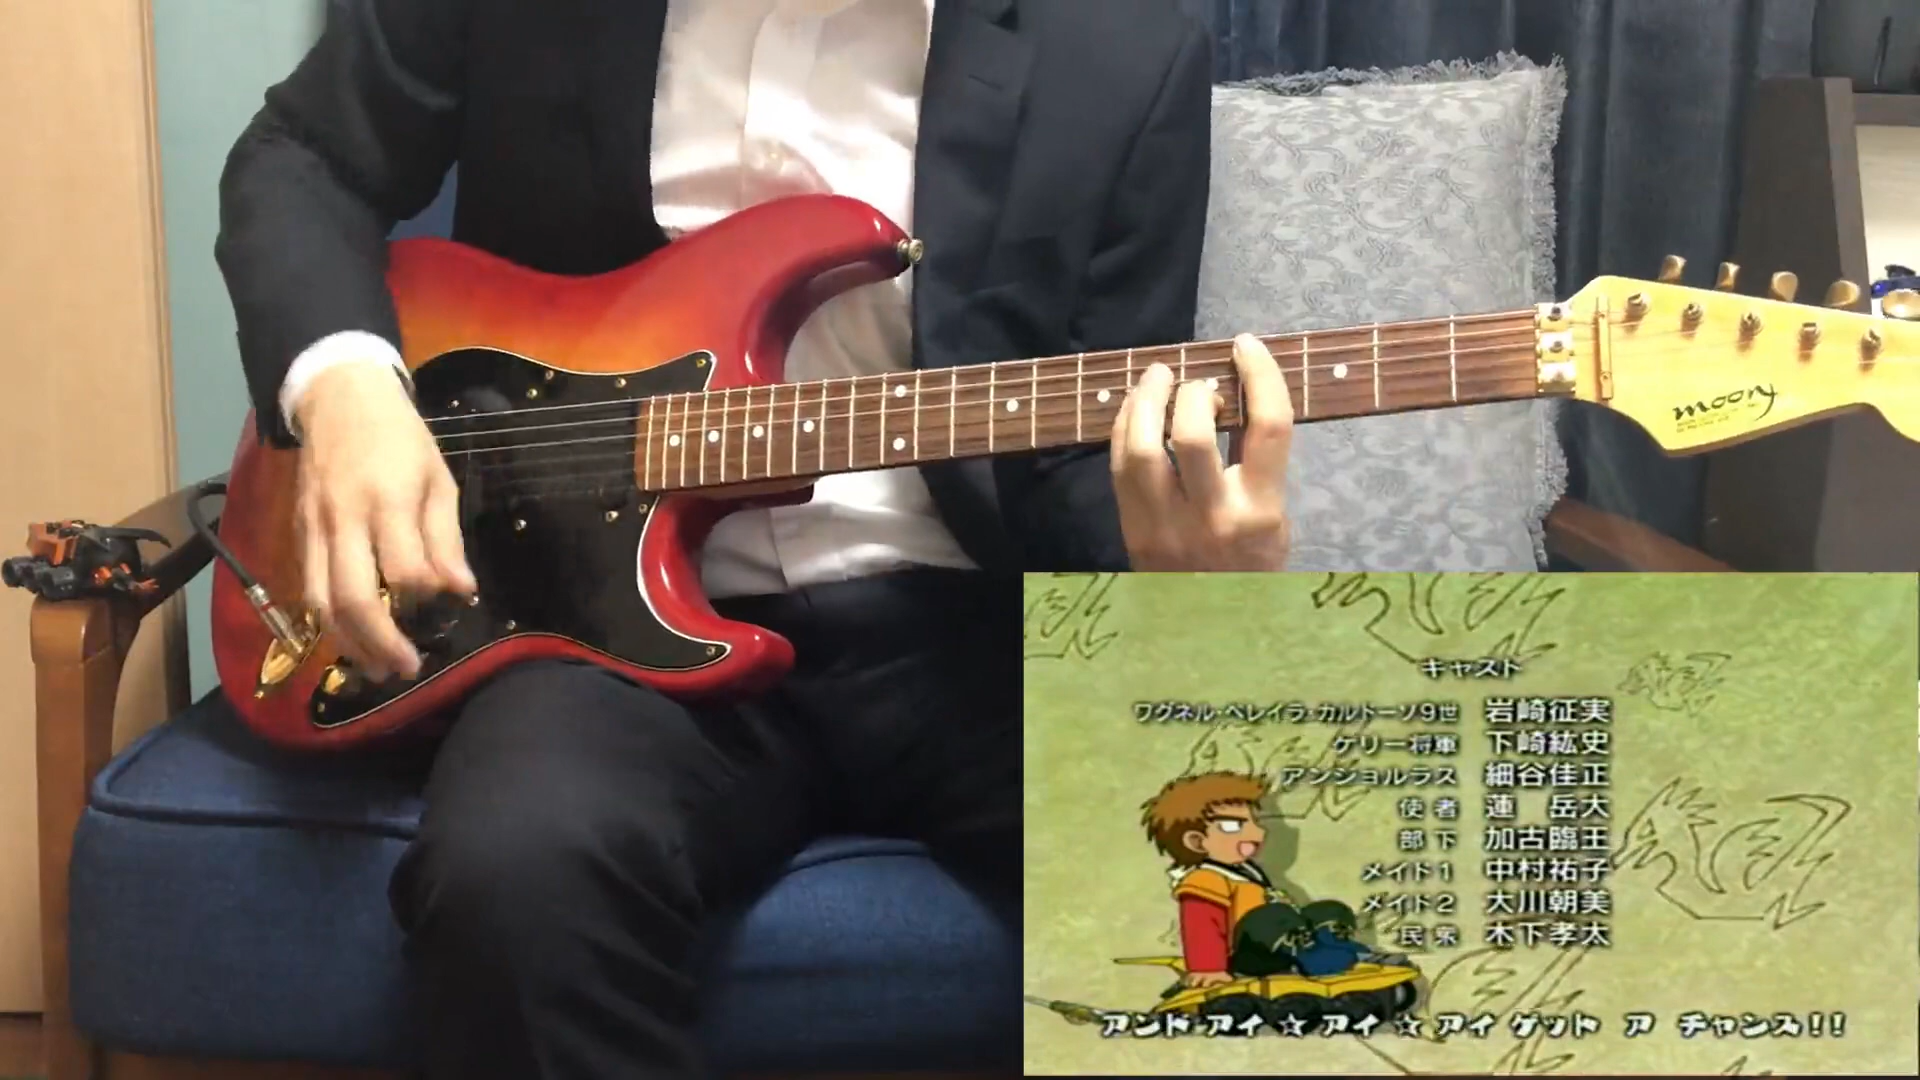 moon
キャスト
ワグネル・ペレイラ・カルドーソ9世 岩崎征実
ゲリー将軍 下崎紘史
アンジョルラス 細谷佳正
使者 蓮 岳大
部下 加古臨王
メイド1 中村祐子
メイド2 大川朝美
民衆 木下孝太
アンド アイ☆アイ☆アイ ゲット ア チャンス!!